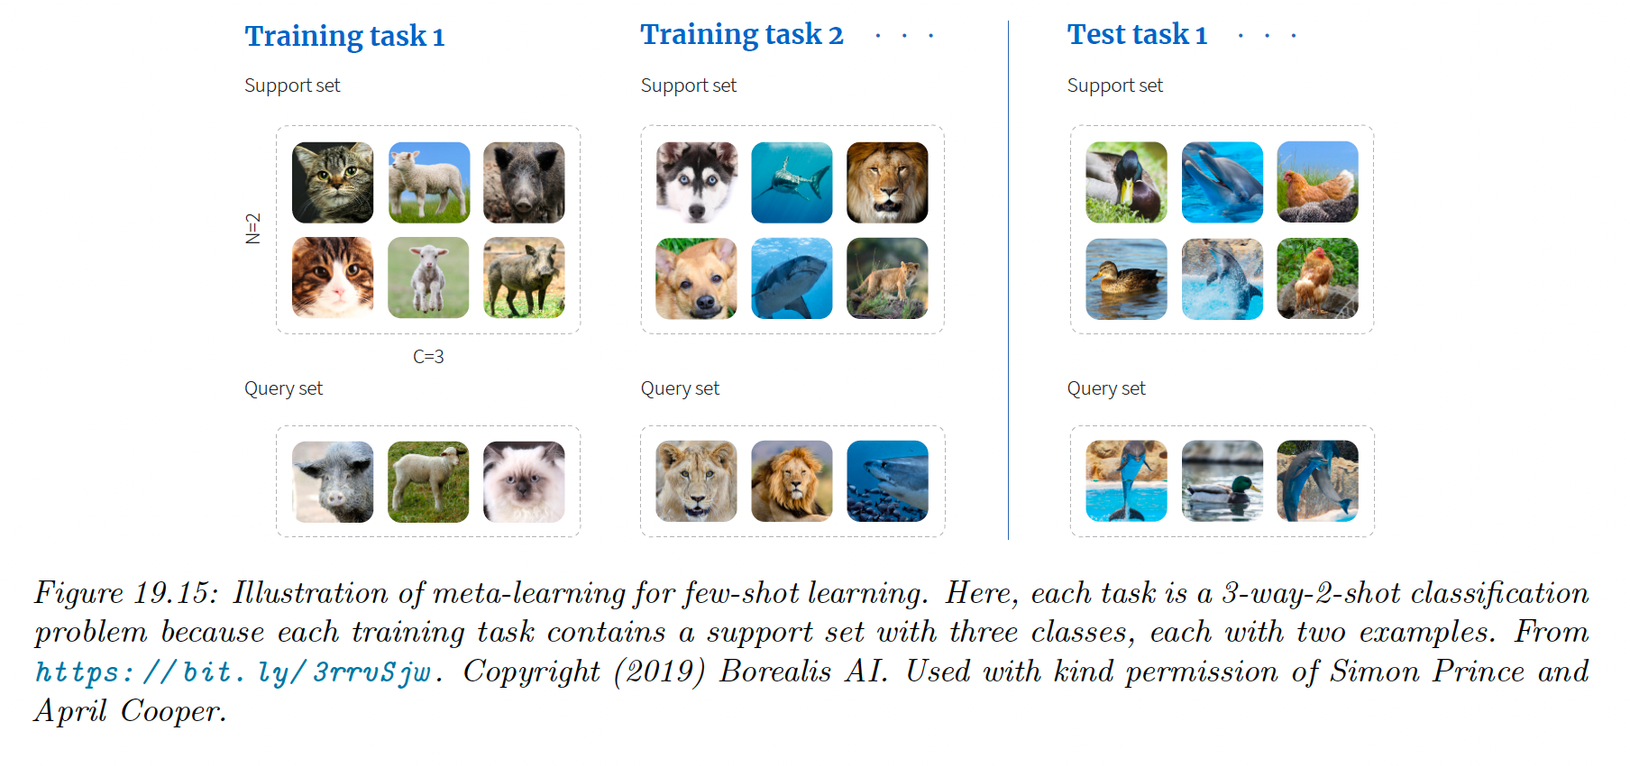 Training task 1
Training task 2 . . .
Test task 1 . . .
Support set
Support set
Support set
N=2
C=3
Query set
Query set
Query set
Figure 19.15: Illustration of meta-learning for few-shot learning. Here, each task is a 3-way-2-shot classification
problem because each training task contains a support set with three classes, each with two examples. From
https://bit.ly/3rrvSjw. Copyright (2019) Borealis AI. Used with kind permission of Simon Prince and
April Cooper.